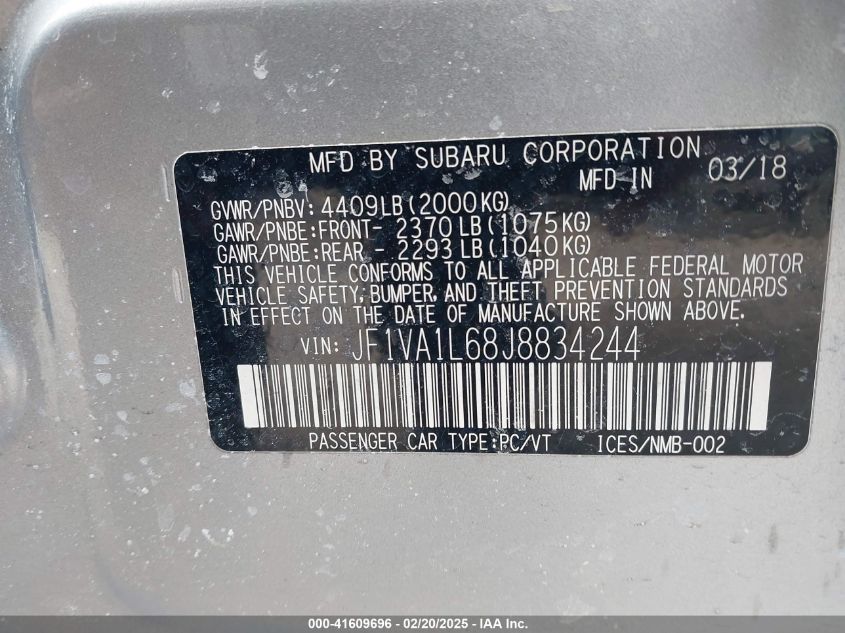 MFD BY SUBARU CORPORATION
MFD IN 03/18
GVWR/PNBV: 4409LB(2000KG)
GAWR/PNBE:FRONT- 2370 LB(1075KG)
GAWR/PNBE:REAR - 2293 LB(1040KG)
THIS VEHICLE CONFORMS TO ALL APPLICABLE FEDERAL MOTOR
VEHICLE SAFETY, BUMPER, AND THEFT PREVENTION STANDARDS
IN EFFECT ON THE DATE OF MANUFACTURE SHOWN ABOVE.
VIN: JF1VA1L68J8834244
PASSENGER CAR TYPE:PC/VT ICES/NMB-002
000-41609696 - 02/20/2025 - IAA Inc.